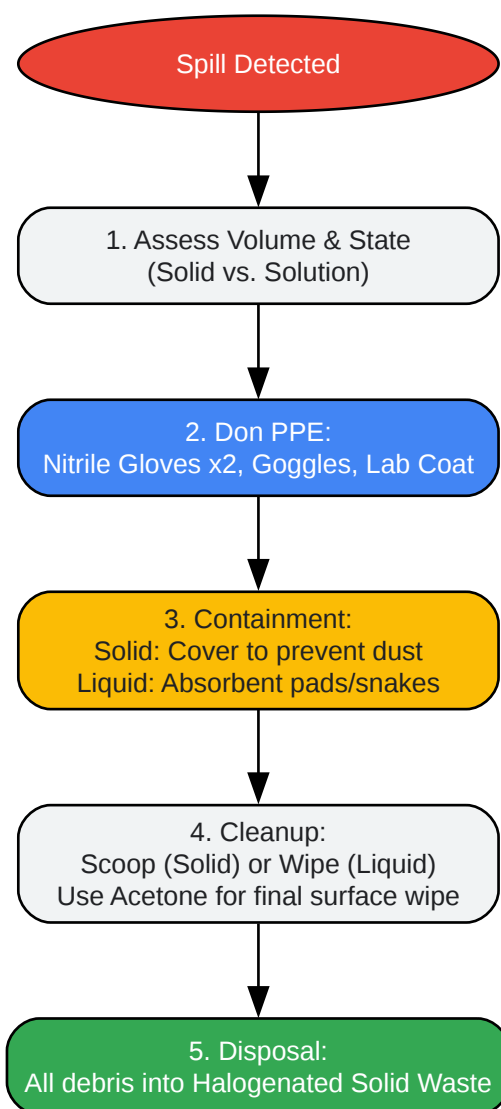 Spill Detected
1. Assess Volume & State
(Solid vs. Solution)
2. Don PPE:
Nitrile Gloves x2, Goggles, Lab Coat
3. Containment:
Solid: Cover to prevent dust
Liquid: Absorbent pads/snakes
4. Cleanup:
Scoop (Solid) or Wipe (Liquid)
Use Acetone for final surface wipe
5. Disposal:
All debris into Halogenated Solid Waste